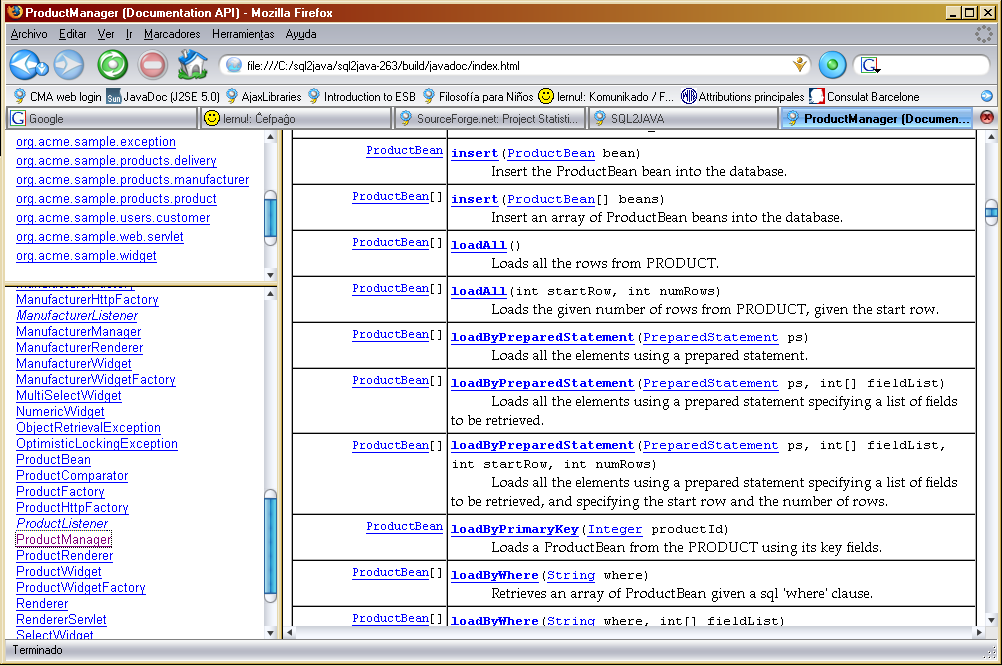 ProductManager (Documentation API) - Mozilla Firefox
Archivo Editar Ver Ir Marcadores Herramientas Ayuda
file:///C:/sql2java/sql2java-263/build/javadoc/index.html
CMA web login JavaDoc (J2SE 5.0) AjaxLibraries Introduction to ESB Filosofía para Niños lernu!: Komunikado / F... Attributions principales Consulat Barcelone
Google lernu!: Ĉefpaĝo SourceForge.net: Project Statisti... SQL2JAVA ProductManager (Documen...
org.acme.sample.exception
org.acme.sample.products.delivery
org.acme.sample.products.manufacturer
org.acme.sample.products.product
org.acme.sample.users.customer
org.acme.sample.web.servlet
org.acme.sample.widget
ManufacturerFactory
ManufacturerHttpFactory
ManufacturerListener
ManufacturerManager
ManufacturerRenderer
ManufacturerWidget
ManufacturerWidgetFactory
MultiSelectWidget
NumericWidget
ObjectRetrievalException
OptimisticLockingException
ProductBean
ProductComparator
ProductFactory
ProductHttpFactory
ProductListener
ProductManager
ProductRenderer
ProductWidget
ProductWidgetFactory
Renderer
RendererServlet
SelectWidget
ProductBean insert(ProductBean bean)
Insert the ProductBean bean into the database.
ProductBean[] insert(ProductBean[] beans)
Insert an array of ProductBean beans into the database.
ProductBean[] loadAll()
Loads all the rows from PRODUCT.
ProductBean[] loadAll(int startRow, int numRows)
Loads the given number of rows from PRODUCT, given the start row.
ProductBean[] loadByPreparedStatement(PreparedStatement ps)
Loads all the elements using a prepared statement.
ProductBean[] loadByPreparedStatement(PreparedStatement ps, int[] fieldList)
Loads all the elements using a prepared statement specifying a list of fields
to be retrieved.
ProductBean[] loadByPreparedStatement(PreparedStatement ps, int[] fieldList,
int startRow, int numRows)
Loads all the elements using a prepared statement specifying a list of fields
to be retrieved, and specifying the start row and the number of rows.
ProductBean loadByPrimaryKey(Integer productId)
Loads a ProductBean from the PRODUCT using its key fields.
ProductBean[] loadByWhere(String where)
Retrieves an array of ProductBean given a sql 'where' clause.
ProductBean[] loadByWhere(String where, int[] fieldList)
Terminado